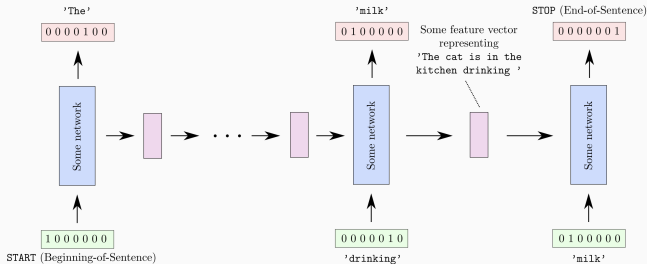 'The'
0 0 0 0 1 0 0
'milk'
0 1 0 0 0 0 0
Some feature vector
representing
'The cat is in the
kitchen drinking '
STOP (End-of-Sentence)
0 0 0 0 0 0 1
Some network
. . .
Some network
Some network
1 0 0 0 0 0 0
START (Beginning-of-Sentence)
0 0 0 0 0 1 0
'drinking'
0 1 0 0 0 0 0
'milk'